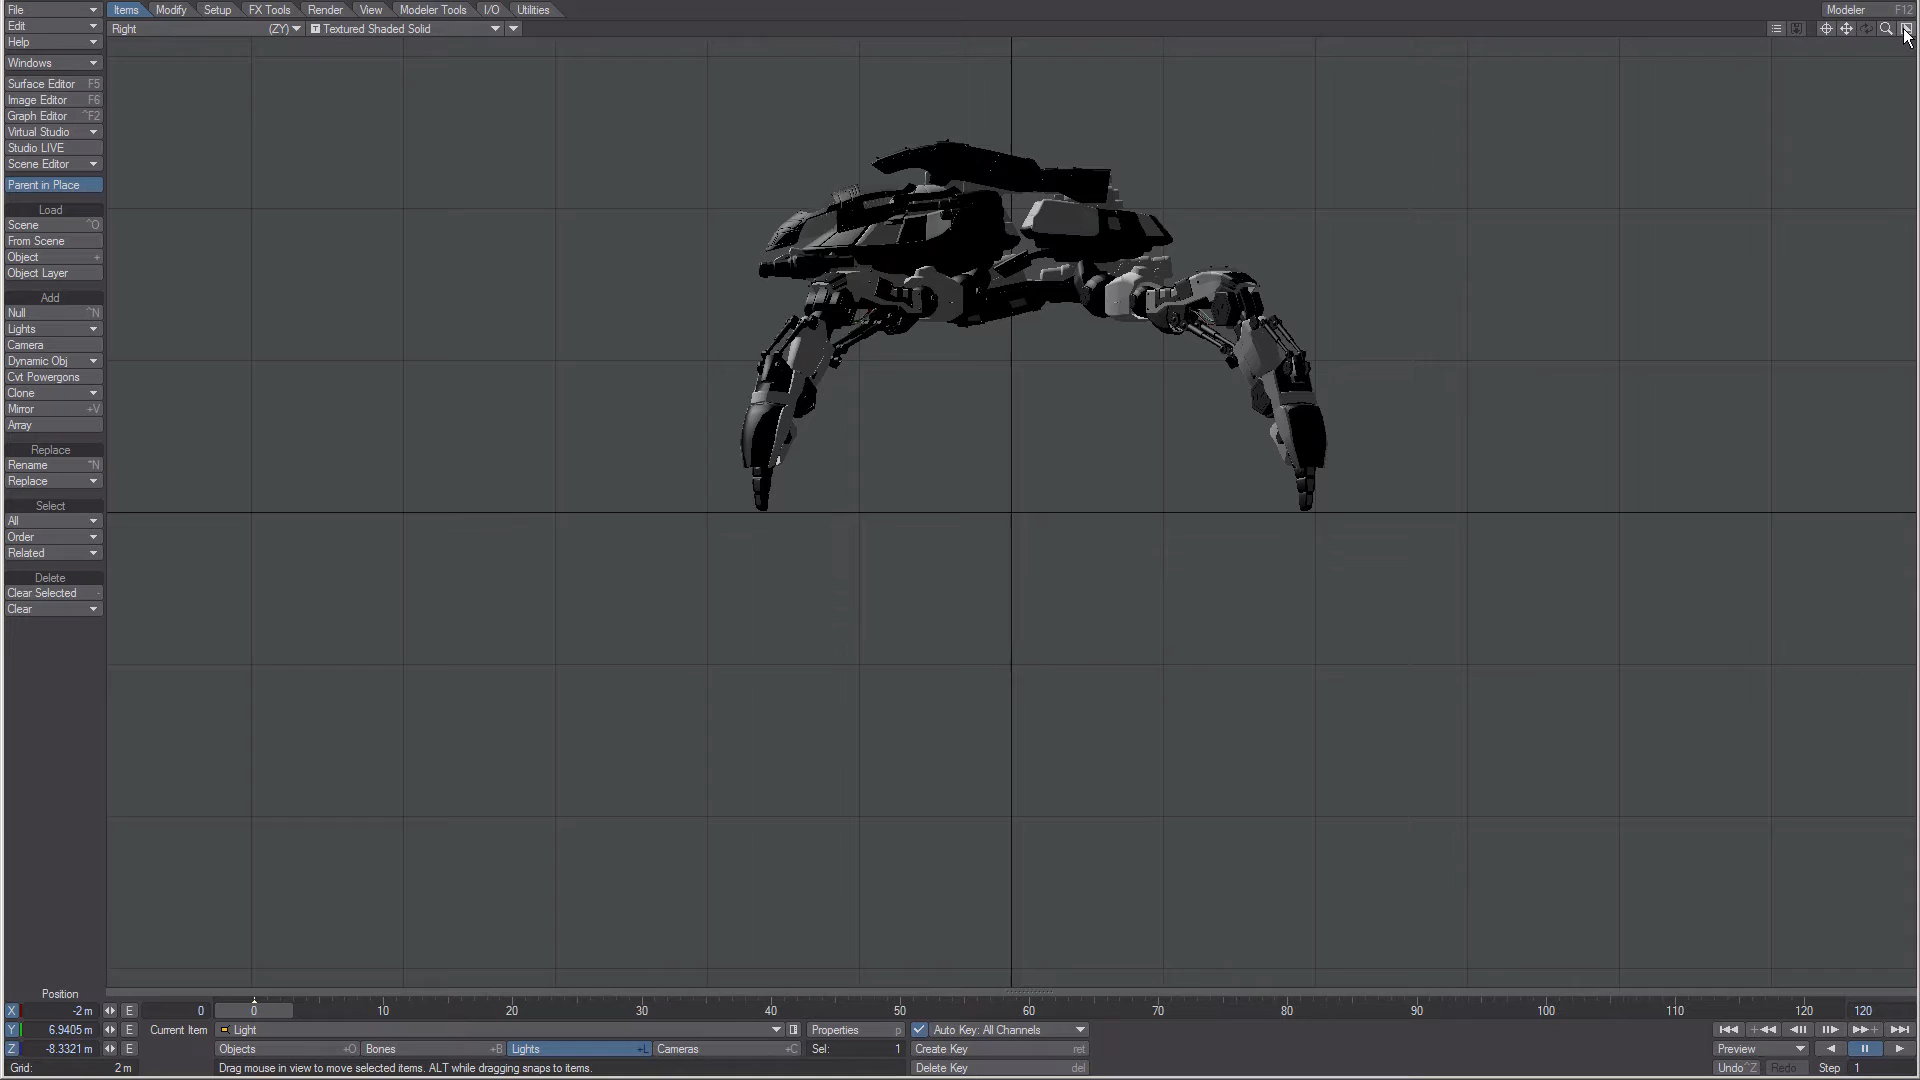 File
Items
Modify
Setup
FX Tools
Render
View
Modeler Tools
I/O
Utilities
Modeler F12
Edit
Right (ZY)
Textured Shaded Solid
Help
Windows
Surface Editor F5
Image Editor F6
Graph Editor ^F2
Virtual Studio
Studio LIVE
Scene Editor
Parent in Place
Load
Scene ^O
From Scene
Object +
Object Layer
Add
Null ^N
Lights
Camera
Dynamic Obj
Cvt Powergons
Clone
Mirror +V
Array
Replace
Rename
Replace
Select
All
Order
Related
Delete
Clear Selected -
Clear
Position
X -2 m E
0
0 10 20 30 40 50 60 70 80 90 100 110 120
120
Y 6.9405 m E
Current Item
Light
Properties p
Auto Key: All Channels
Z -8.3321 m E
Objects +O
Bones +B
Lights +L
Cameras +C
Sel: 1
Create Key ret
Preview
Grid: 2 m
Drag mouse in view to move selected items. ALT while dragging snaps to items.
Delete Key del
Undo ^Z
Redo
Step 1